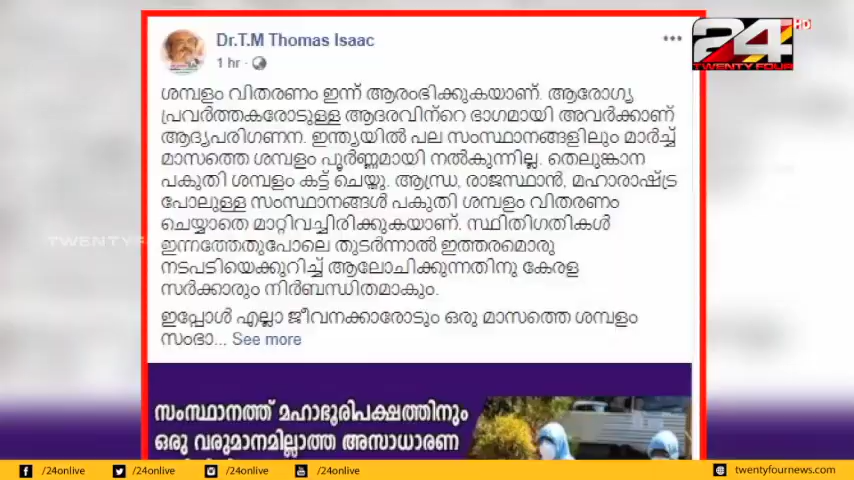 Dr.T.M Thomas Isaac
1 hr ·
24 HD
TWENTY FOUR
ശമ്പളം വിതരണം ഇന്ന് ആരംഭിക്കുകയാണ്. ആരോഗ്യ
പ്രവർത്തകരോടുള്ള ആദരവിന്റെ ഭാഗമായി അവർക്കാണ്
ആദ്യപരിഗണന. ഇന്ത്യയിൽ പല സംസ്ഥാനങ്ങളിലും മാർച്ച്
മാസത്തെ ശമ്പളം പൂർണ്ണമായി നൽകുന്നില്ല. തെലുങ്കാന
പകുതി ശമ്പളം കട്ട് ചെയ്തു. ആന്ധ്ര, രാജസ്ഥാൻ, മഹാരാഷ്ട്ര
പോലുള്ള സംസ്ഥാനങ്ങൾ പകുതി ശമ്പളം വിതരണം
ചെയ്യാതെ മാറ്റിവച്ചിരിക്കുകയാണ്. സ്ഥിതിഗതികൾ
ഇന്നത്തേതുപോലെ തുടർന്നാൽ ഇത്തരമൊരു
നടപടിയെക്കുറിച്ച് ആലോചിക്കുന്നതിനു കേരള
സർക്കാരും നിർബന്ധിതമാകും.
ഇപ്പോൾ എല്ലാ ജീവനക്കാരോടും ഒരു മാസത്തെ ശമ്പളം
സംഭാ... See more
TWENTY
സംസ്ഥാനത്ത് മഹാഭൂരിപക്ഷത്തിനും
ഒരു വരുമാനമില്ലാത്ത അസാധാരണ
/24onlive /24onlive /24onlive /24onlive twentyfournews.com